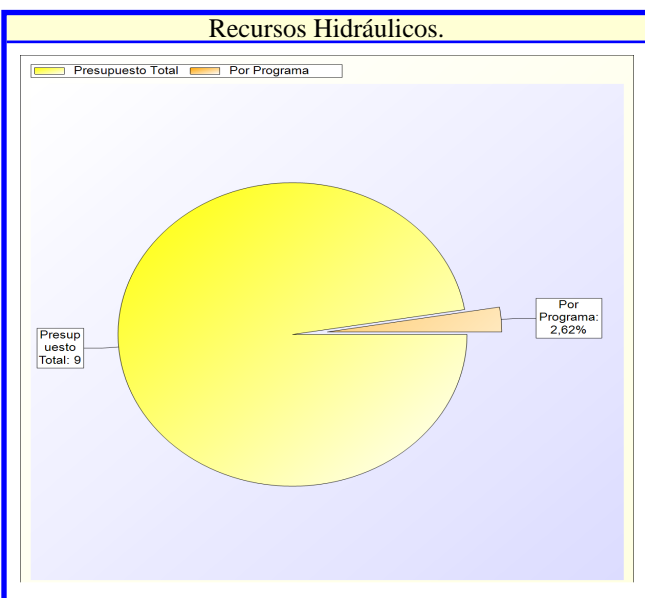 Recursos Hidráulicos.
Presupuesto Total Por Programa
Presup
uesto
Total: 9
Por
Programa:
2,62%